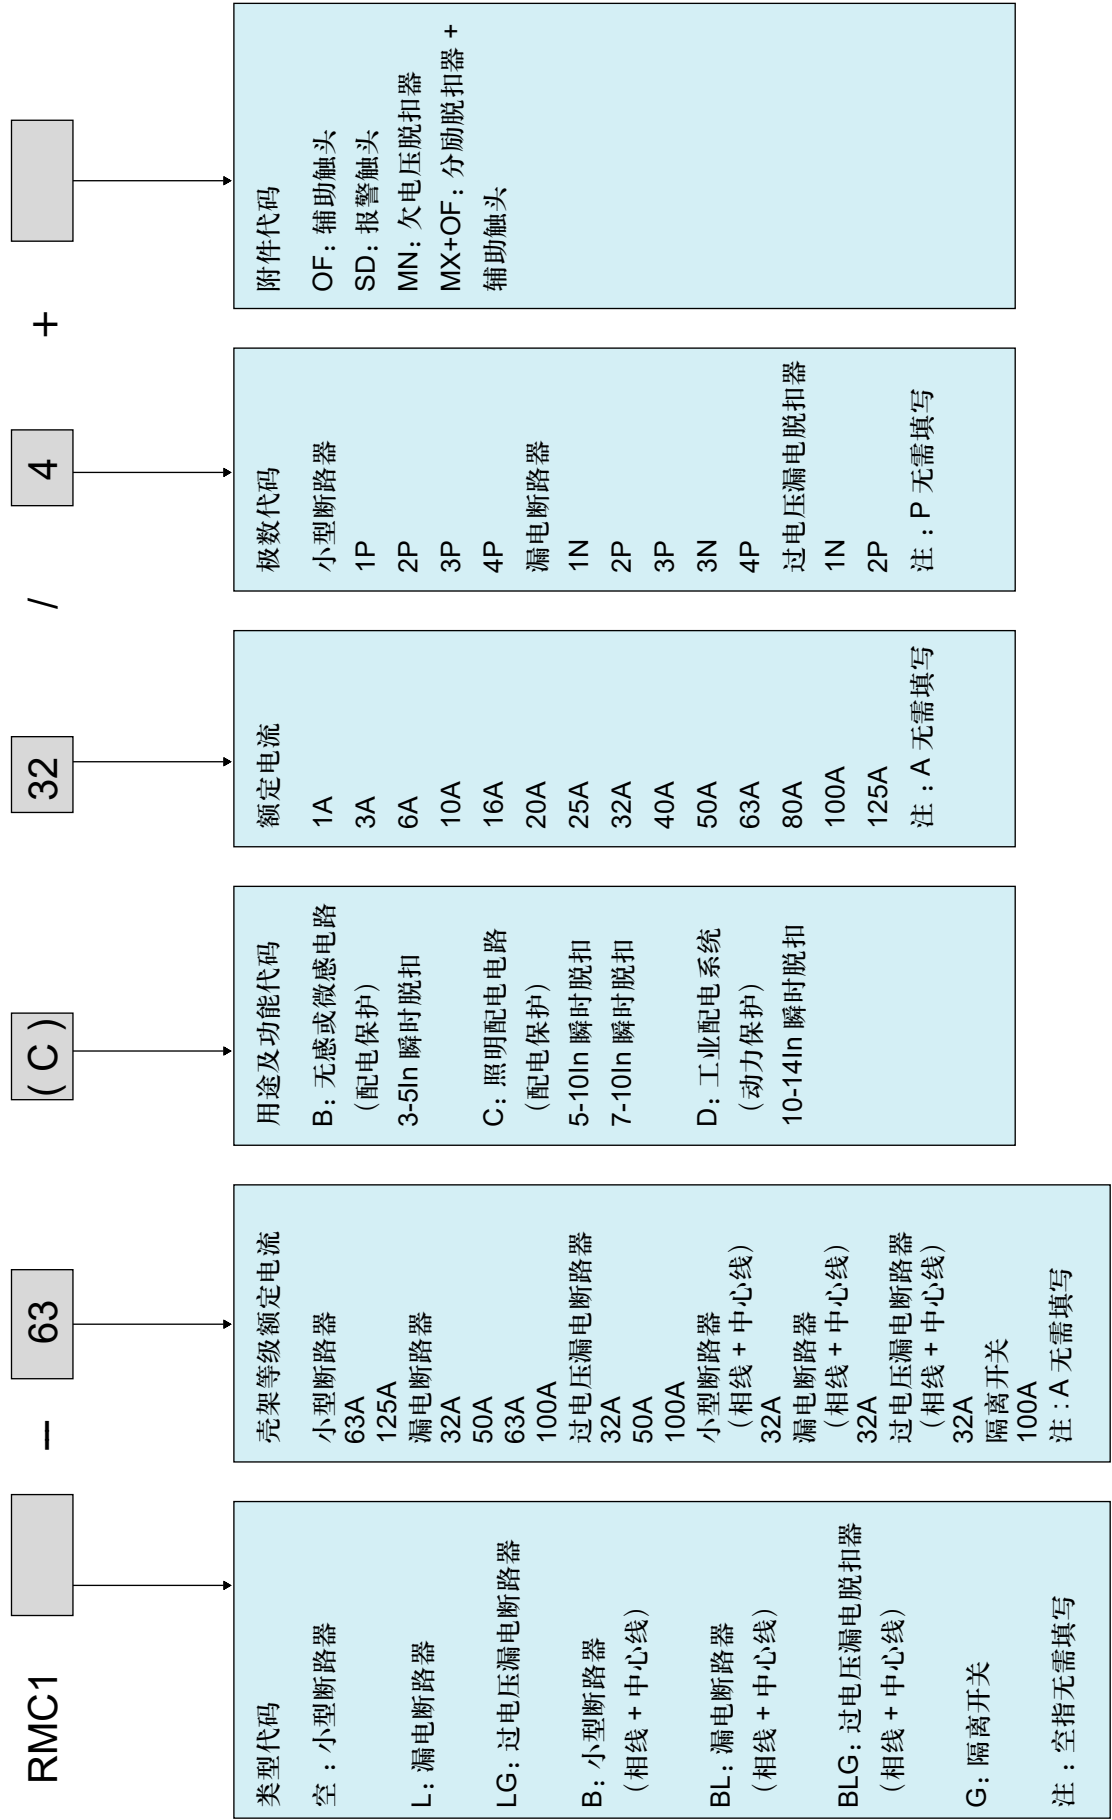 RMC1 – 63 (C) 32 / 4 +
类型代码
空：小型断路器
L: 漏电断路器
LG: 过电压漏电断路器
B: 小型断路器
（相线 + 中心线）
BL: 漏电断路器
（相线 + 中心线）
BLG: 过电压漏电脱扣器
（相线 + 中心线）
G: 隔离开关
注：空指无需填写
壳架等级额定电流
小型断路器
63A
125A
漏电断路器
32A
50A
63A
100A
过电压漏电断路器
32A
50A
100A
小型断路器
（相线 + 中心线）
32A
漏电断路器
（相线 + 中心线）
32A
过电压漏电断路器
（相线 + 中心线）
32A
隔离开关
100A
注：A 无需填写
用途及功能代码
B: 无感或微感电路
（配电保护）
3-5In 瞬时脱扣
C: 照明配电电路
（配电保护）
5-10In 瞬时脱扣
7-10In 瞬时脱扣
D: 工业配电系统
（动力保护）
10-14In 瞬时脱扣
额定电流
1A
3A
6A
10A
16A
20A
25A
32A
40A
50A
63A
80A
100A
125A
注：A 无需填写
极数代码
小型断路器
1P
2P
3P
4P
漏电断路器
1N
2P
3P
3N
4P
过电压漏电脱扣器
1N
2P
注：P 无需填写
附件代码
OF: 辅助触头
SD: 报警触头
MN: 欠电压脱扣器
MX+OF: 分励脱扣器 +
辅助触头